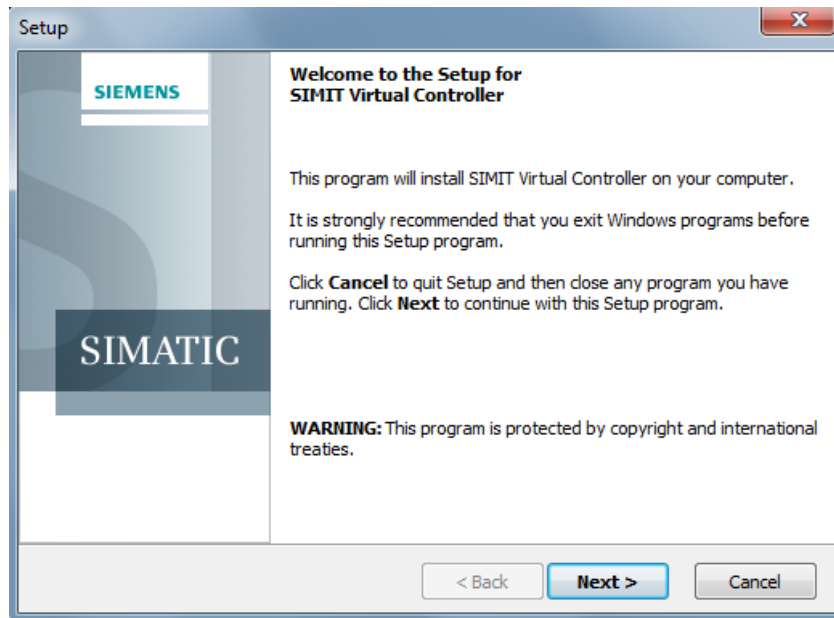 Setup
SIEMENS
SIMATIC
Welcome to the Setup for
SIMIT Virtual Controller
This program will install SIMIT Virtual Controller on your computer.
It is strongly recommended that you exit Windows programs before
running this Setup program.
Click Cancel to quit Setup and then close any program you have
running. Click Next to continue with this Setup program.
WARNING: This program is protected by copyright and international
treaties.
< Back
Next >
Cancel